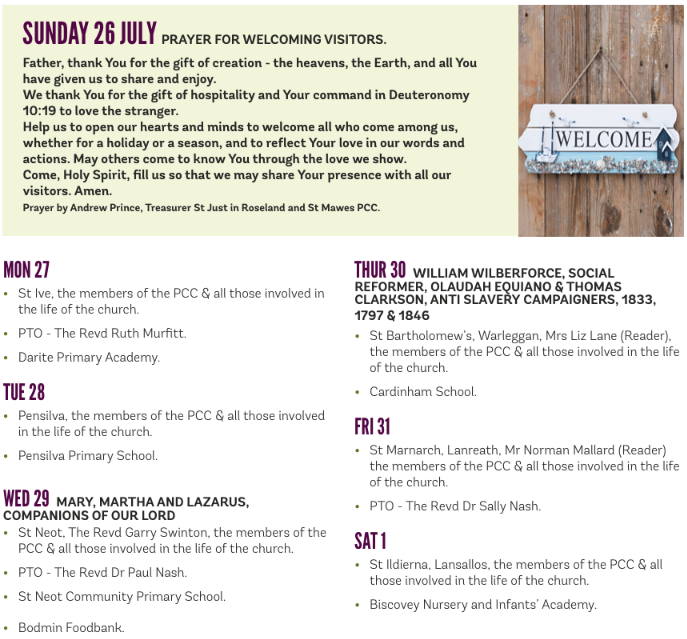 SUNDAY 26 JULY PRAYER FOR WELCOMING VISITORS.
Father, thank You for the gift of creation - the heavens, the Earth, and all You
have given us to share and enjoy.
We thank You for the gift of hospitality and Your command in Deuteronomy
10:19 to love the stranger.
Help us to open our hearts and minds to welcome all who come among us,
whether for a holiday or a season, and to reflect Your love in our words and
actions. May others come to know You through the love we show.
Come, Holy Spirit, fill us so that we may share Your presence with all our
visitors. Amen.
Prayer by Andrew Prince, Treasurer St Just in Roseland and St Mawes PCC.
WELCOME
MON 27
• St Ive, the members of the PCC & all those involved in
the life of the church.
• PTO - The Revd Ruth Murfitt.
• Darite Primary Academy.
TUE 28
• Pensilva, the members of the PCC & all those involved
in the life of the church.
• Pensilva Primary School.
WED 29 MARY, MARTHA AND LAZARUS,
COMPANIONS OF OUR LORD
• St Neot, The Revd Garry Swinton, the members of the
PCC & all those involved in the life of the church.
• PTO - The Revd Dr Paul Nash.
• St Neot Community Primary School.
• Bodmin Foodbank.
THUR 30 WILLIAM WILBERFORCE, SOCIAL
REFORMER, OLAUDAH EQUIANO & THOMAS
CLARKSON, ANTI SLAVERY CAMPAIGNERS, 1833,
1797 & 1846
• St Bartholomew's, Warleggan, Mrs Liz Lane (Reader),
the members of the PCC & all those involved in the life
of the church.
• Cardinham School.
FRI 31
• St Marnarch, Lanreath, Mr Norman Mallard (Reader)
the members of the PCC & all those involved in the life
of the church.
• PTO - The Revd Dr Sally Nash.
SAT 1
• St Ildierna, Lansallos, the members of the PCC & all
those involved in the life of the church.
• Biscovey Nursery and Infants' Academy.